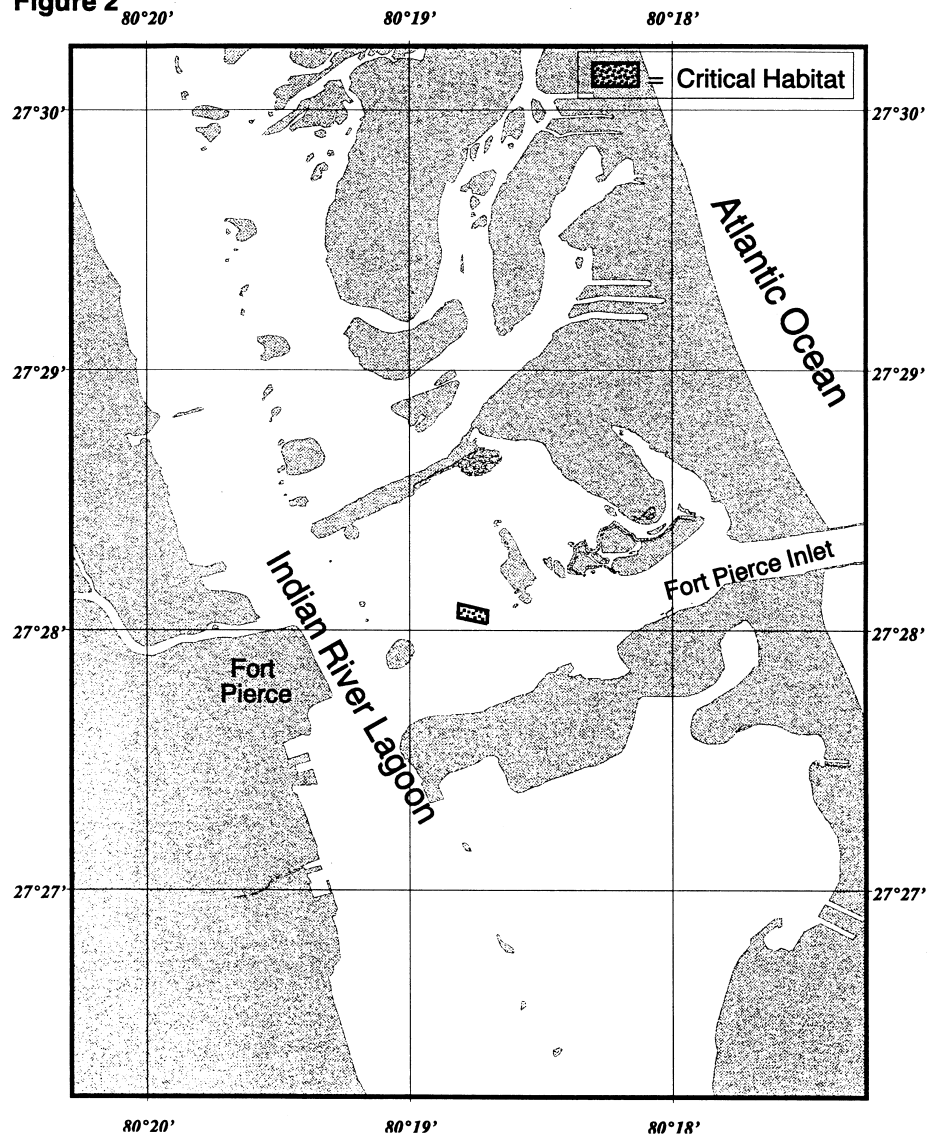 Figure 2
80°20' 80°19' 80°18'
= Critical Habitat
27°30' 27°30'
Atlantic Ocean
27°29' 27°29'
Fort Pierce Inlet
Indian River Lagoon
27°28' 27°28'
Fort
Pierce
27°27' 27°27'
80°20' 80°19' 80°18'